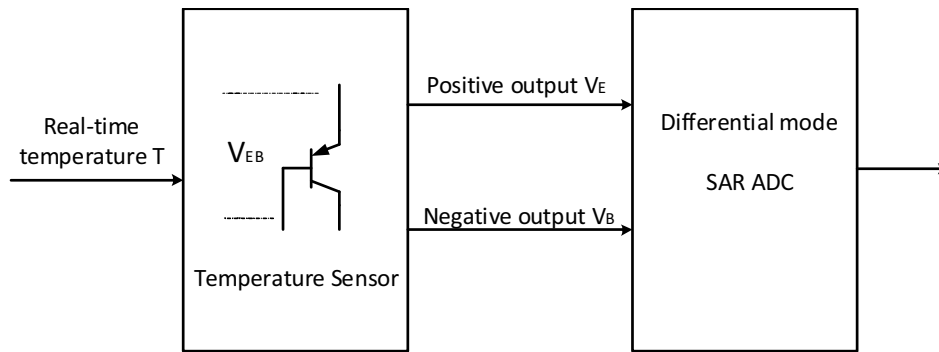 Real-time
temperature T
VEB
Temperature Sensor
Positive output VE
Negative output VB
Differential mode
SAR ADC